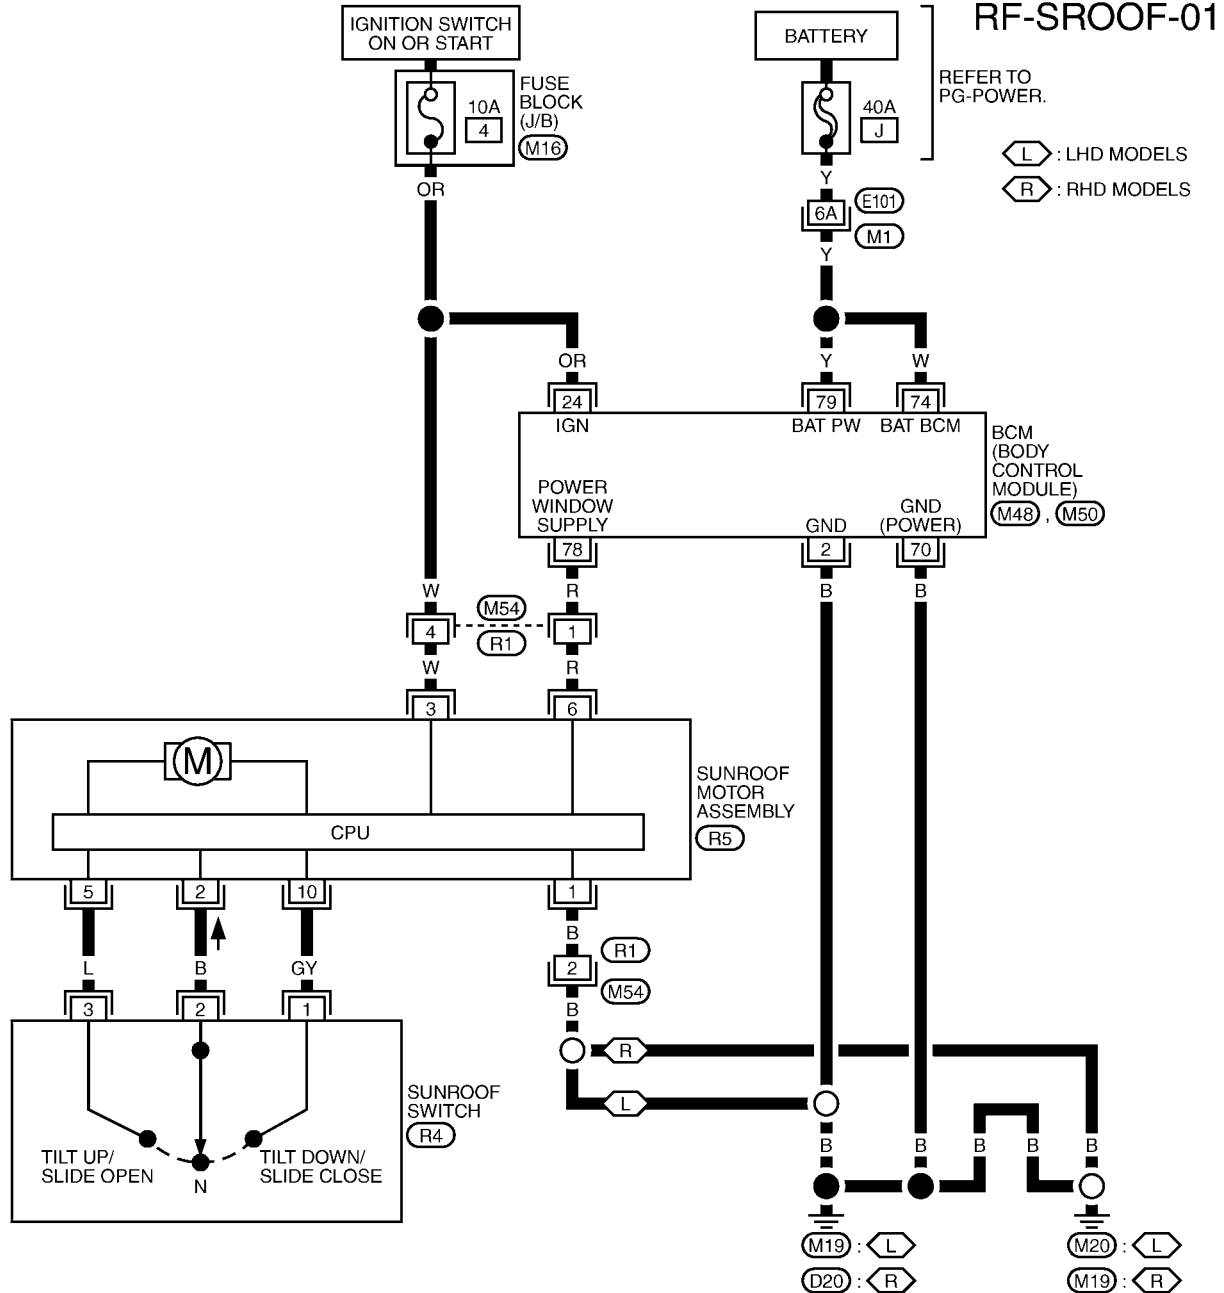 RF-SROOF-01
IGNITION SWITCH
ON OR START
BATTERY
FUSE
BLOCK
(J/B)
M16
10A
4
40A
J
REFER TO
PG-POWER.
L : LHD MODELS
R : RHD MODELS
OR
Y
6A
E101
M1
Y
OR
Y
W
24
79
74
IGN
BAT PW
BAT BCM
BCM
(BODY
CONTROL
MODULE)
M48 , M50
POWER
WINDOW
SUPPLY
GND
GND
(POWER)
78
2
70
W
R
B
B
4
M54
R1
1
W
R
3
6
M
CPU
SUNROOF
MOTOR
ASSEMBLY
R5
5
2
10
1
L
B
GY
B
R1
2
M54
B
3
2
1
R
L
SUNROOF
SWITCH
R4
TILT UP/
SLIDE OPEN
N
TILT DOWN/
SLIDE CLOSE
B
B
B
B
B
M19 : L
D20 : R
M20 : L
M19 : R